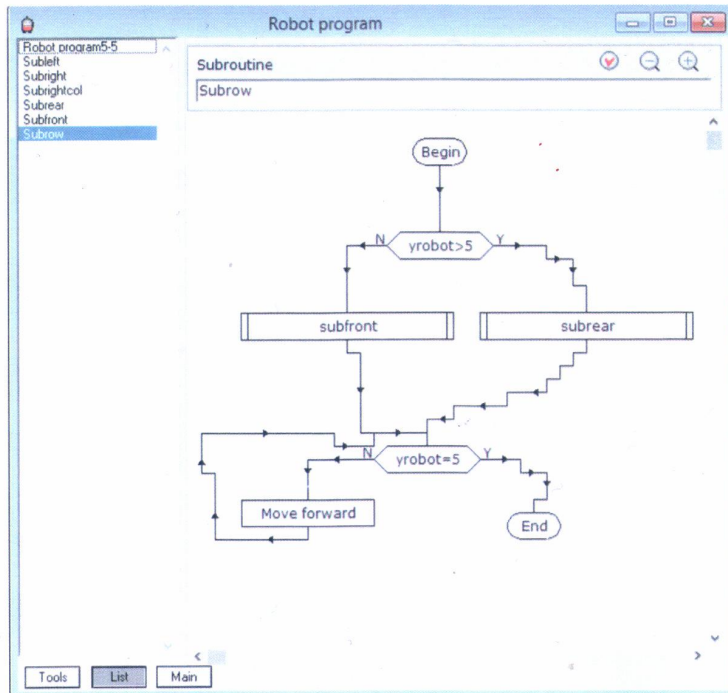 Robot program
Robot program5-5
Subleft
Subright
Subrightcol
Subrear
Subfront
Subrow
Subroutine
Subrow
Begin
N
yrobot>5
Y
subfront
subrear
N
yrobot=5
Y
Move forward
End
Tools
List
Main